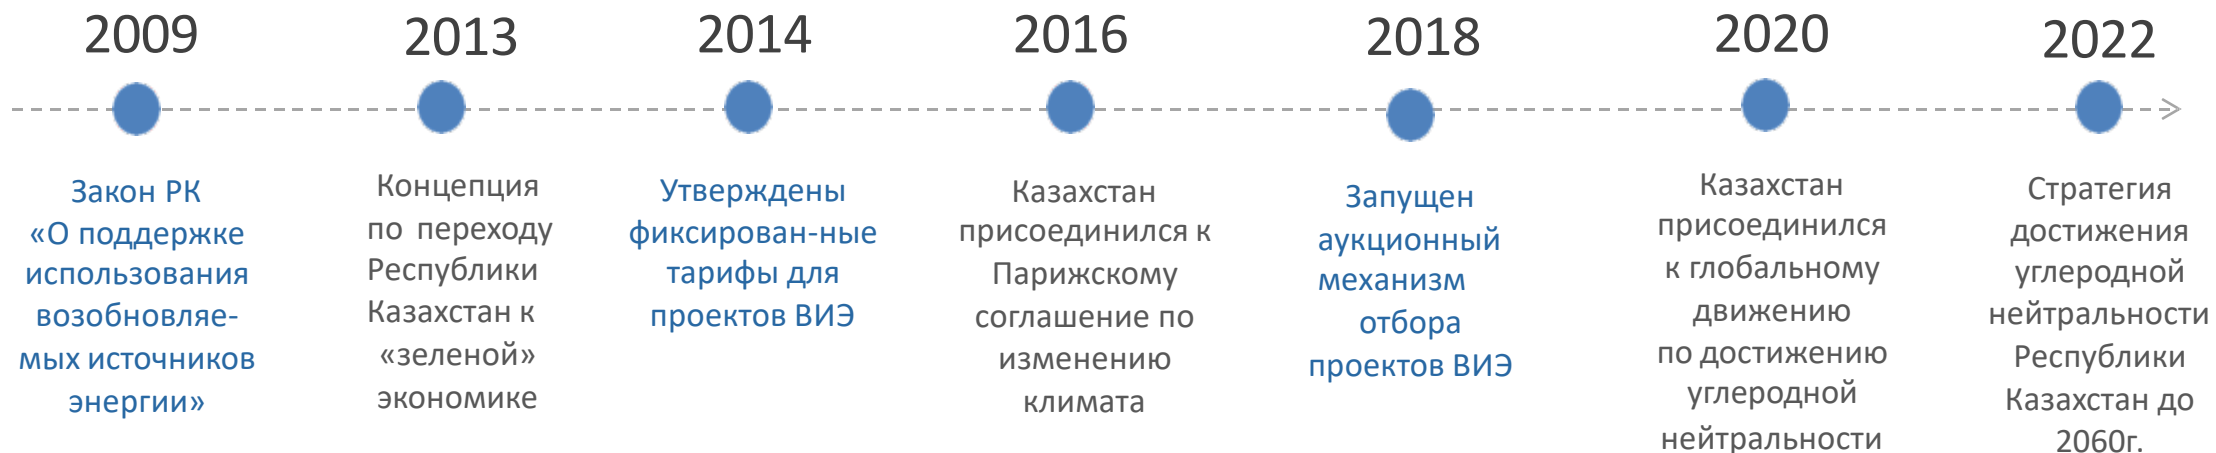 2009
Закон РК
«О поддержке
использования
возобновляе-
мых источников
энергии»
2013
Концепция
по переходу
Республики
Казахстан к
«зеленой»
экономике
2014
Утверждены
фиксирован-ные
тарифы для
проектов ВИЭ
2016
Казахстан
присоединился к
Парижскому
соглашение по
изменению
климата
2018
Запущен
аукционный
механизм
отбора
проектов ВИЭ
2020
Казахстан
присоединился
к глобальному
движению
по достижению
углеродной
нейтральности
2022
Стратегия
достижения
углеродной
нейтральности
Республики
Казахстан до
2060г.